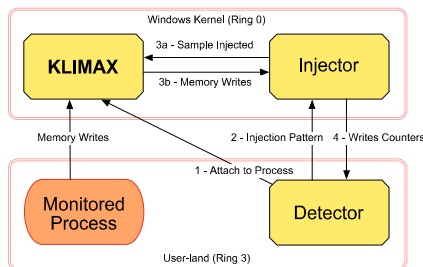 Windows Kernel (Ring 0)
KLIMAX
3a - Sample Injected
3b - Memory Writes
Injector
Memory Writes
2 - Injection Pattern
4 - Writes Counters
1 - Attach to Process
Monitored
Process
Detector
User-land (Ring 3)